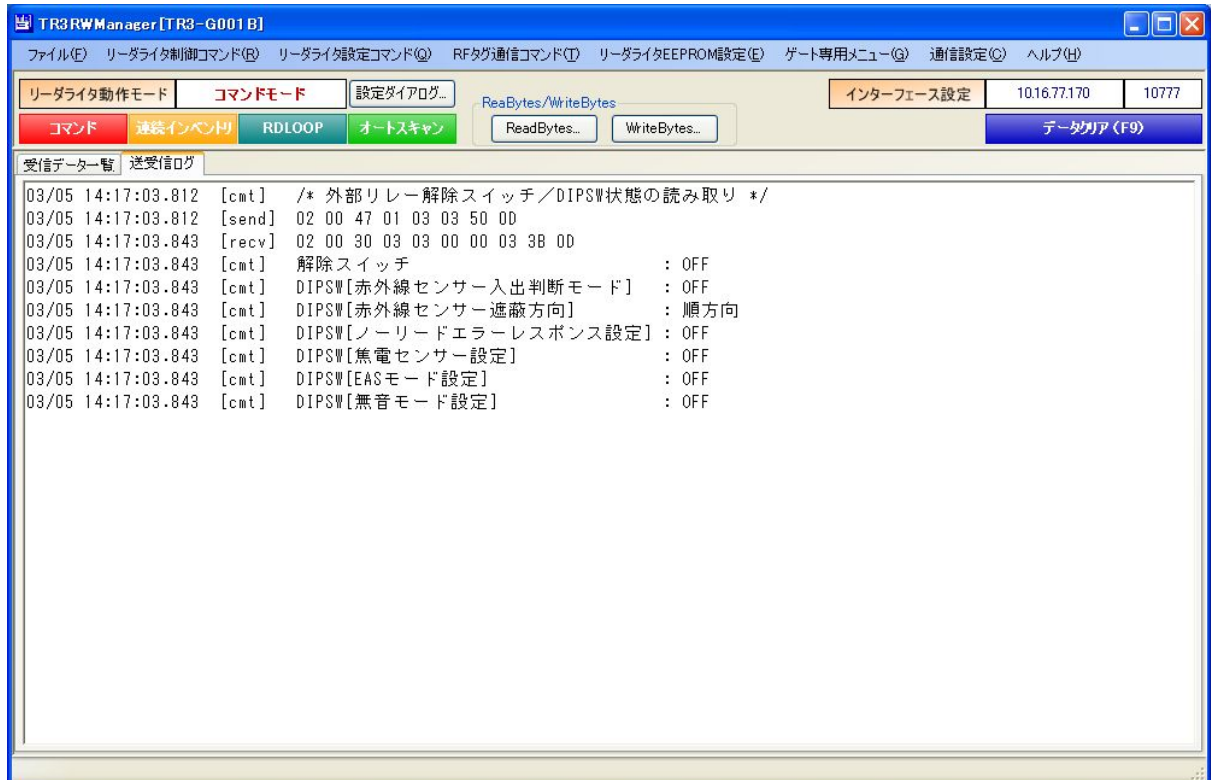 TR3RWManager[TR3-G001B]
ファイル(F) リーダライタ制御コマンド(R) リーダライタ設定コマンド(Q) RFタグ通信コマンド(T) リーダライタEEPROM設定(E) ゲート専用メニュー(G) 通信設定(C) ヘルプ(H)
リーダライタ動作モード コマンドモード 設定ダイアログ... ReaBytes/WriteBytes インターフェース設定 10.16.77.170 10777
コマンド 連続インベントリ RDLOOP オートスキャン ReadBytes... WriteBytes... データクリア(F9)
受信データ一覧 送受信ログ
03/05 14:17:03.812 [cmt] /* 外部リレー解除スイッチ/DIPSW状態の読み取り */
03/05 14:17:03.812 [send] 02 00 47 01 03 03 50 0D
03/05 14:17:03.843 [recv] 02 00 30 03 03 00 00 03 3B 0D
03/05 14:17:03.843 [cmt] 解除スイッチ : OFF
03/05 14:17:03.843 [cmt] DIPSW[赤外線センサー入出判断モード] : OFF
03/05 14:17:03.843 [cmt] DIPSW[赤外線センサー遮蔽方向] : 順方向
03/05 14:17:03.843 [cmt] DIPSW[ノーリードエラーレスポンス設定] : OFF
03/05 14:17:03.843 [cmt] DIPSW[焦電センサー設定] : OFF
03/05 14:17:03.843 [cmt] DIPSW[EASモード設定] : OFF
03/05 14:17:03.843 [cmt] DIPSW[無音モード設定] : OFF